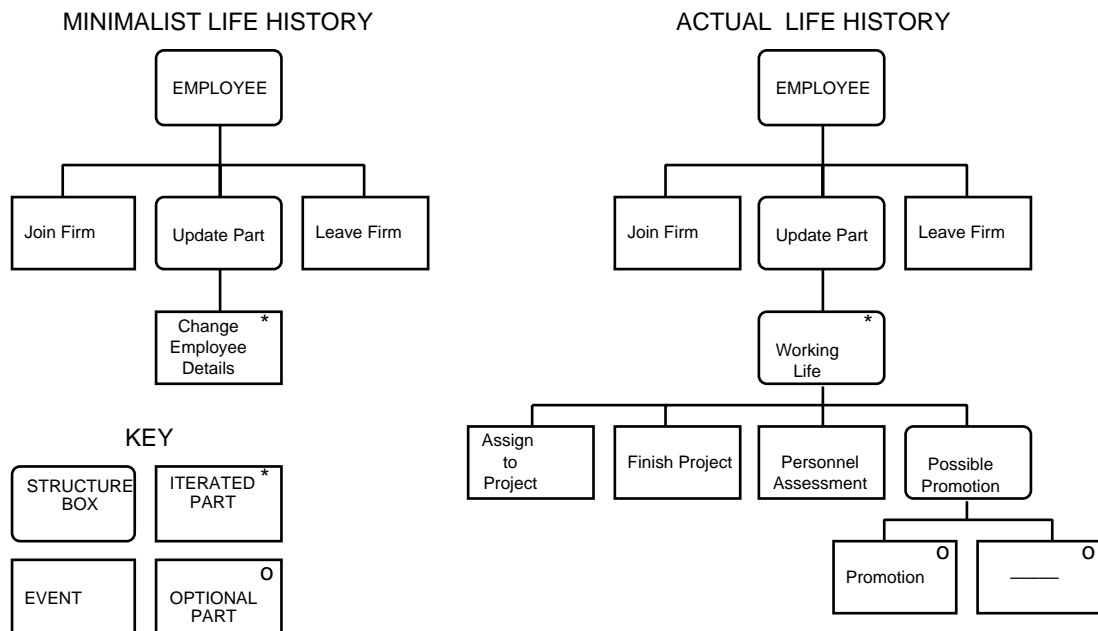 MINIMALIST LIFE HISTORY
EMPLOYEE
Join Firm
Update Part
Leave Firm
Change *
Employee
Details
KEY
STRUCTURE
BOX
ITERATED *
PART
EVENT
O
OPTIONAL
PART
ACTUAL LIFE HISTORY
EMPLOYEE
Join Firm
Update Part
Leave Firm
*
Working
Life
Assign
to
Project
Finish Project
Personnel
Assessment
Possible
Promotion
O
Promotion
O